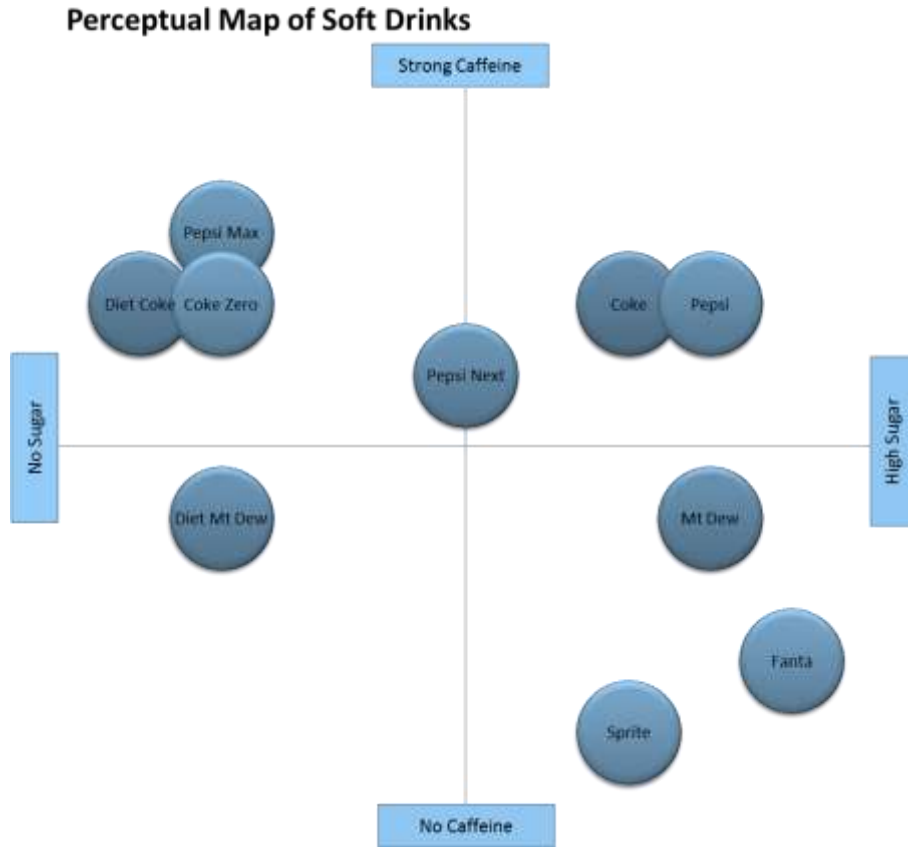 Perceptual Map of Soft Drinks
Strong Caffeine
Pepsi Max
Diet Coke
Coke Zero
Coke
Pepsi
Pepsi Next
No Sugar
High Sugar
Diet Mt Dew
Mt Dew
Fanta
Sprite
No Caffeine